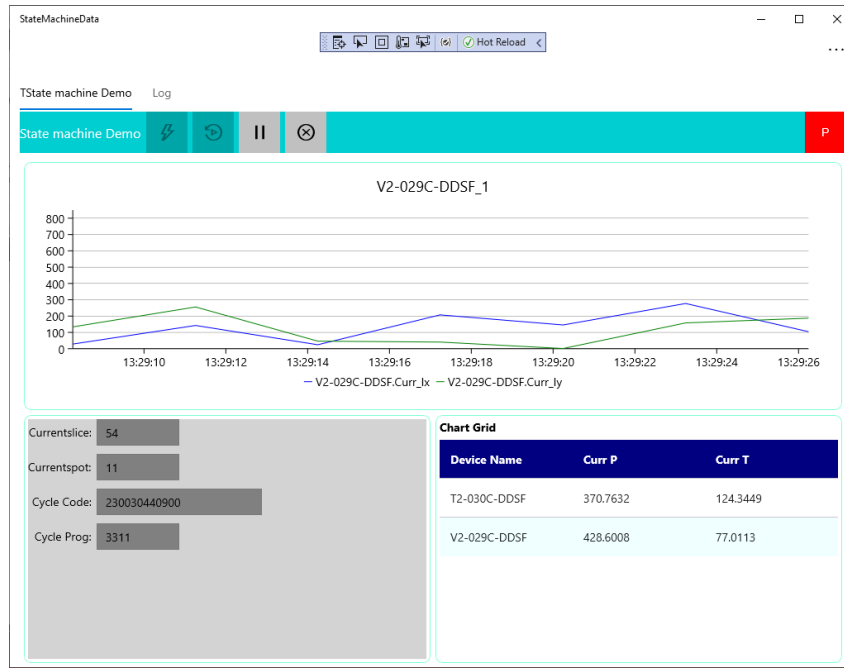 StateMachineData
Hot Reload
TState machine Demo Log
State machine Demo P
V2-029C-DDSF_1
800
700
600
500
400
300
200
100
0
13:29:10 13:29:12 13:29:14 13:29:16 13:29:18 13:29:20 13:29:22 13:29:24 13:29:26
V2-029C-DDSF.Curr_Ix V2-029C-DDSF.Curr_Iy
Currentslice: 54
Currentspot: 11
Cycle Code: 230030440900
Cycle Prog: 3311
Chart Grid
Device Name Curr P Curr T
T2-030C-DDSF 370.7632 124.3449
V2-029C-DDSF 428.6008 77.0113